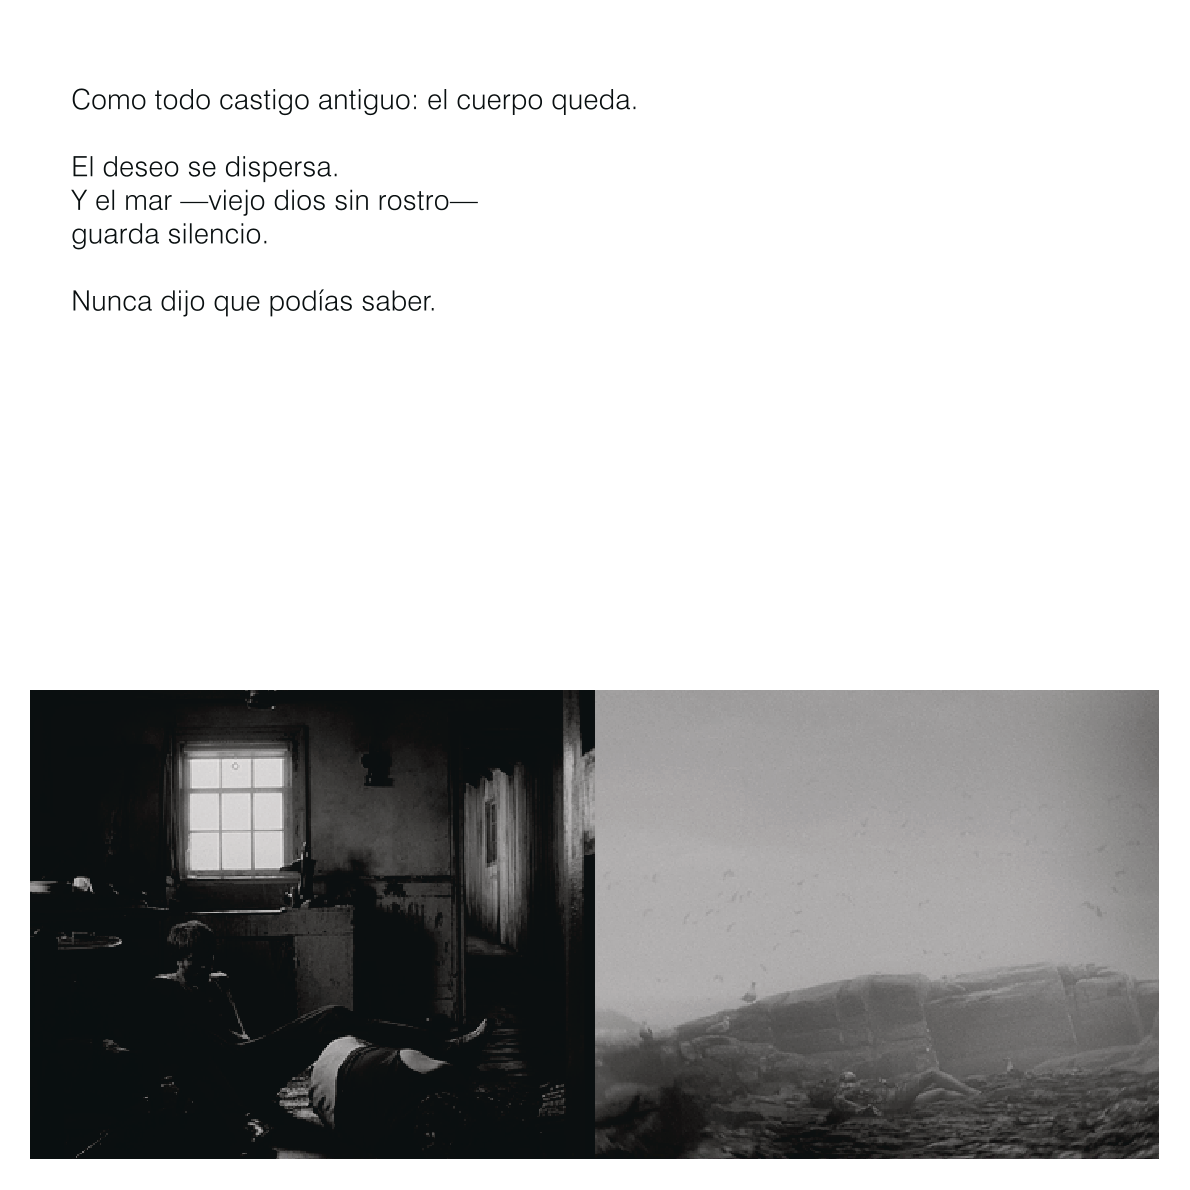 Como todo castigo antiguo: el cuerpo queda.
El deseo se dispersa.
Y el mar —viejo dios sin rostro—
guarda silencio.
Nunca dijo que podías saber.